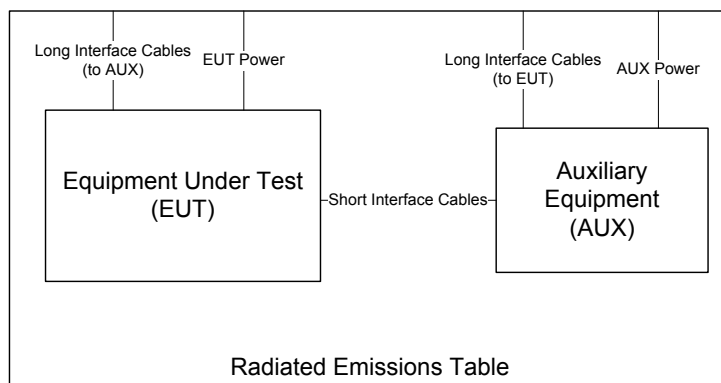 Long Interface Cables
(to AUX)
EUT Power
Long Interface Cables
(to EUT)
AUX Power
Equipment Under Test
(EUT)
Short Interface Cables
Auxiliary
Equipment
(AUX)
Radiated Emissions Table